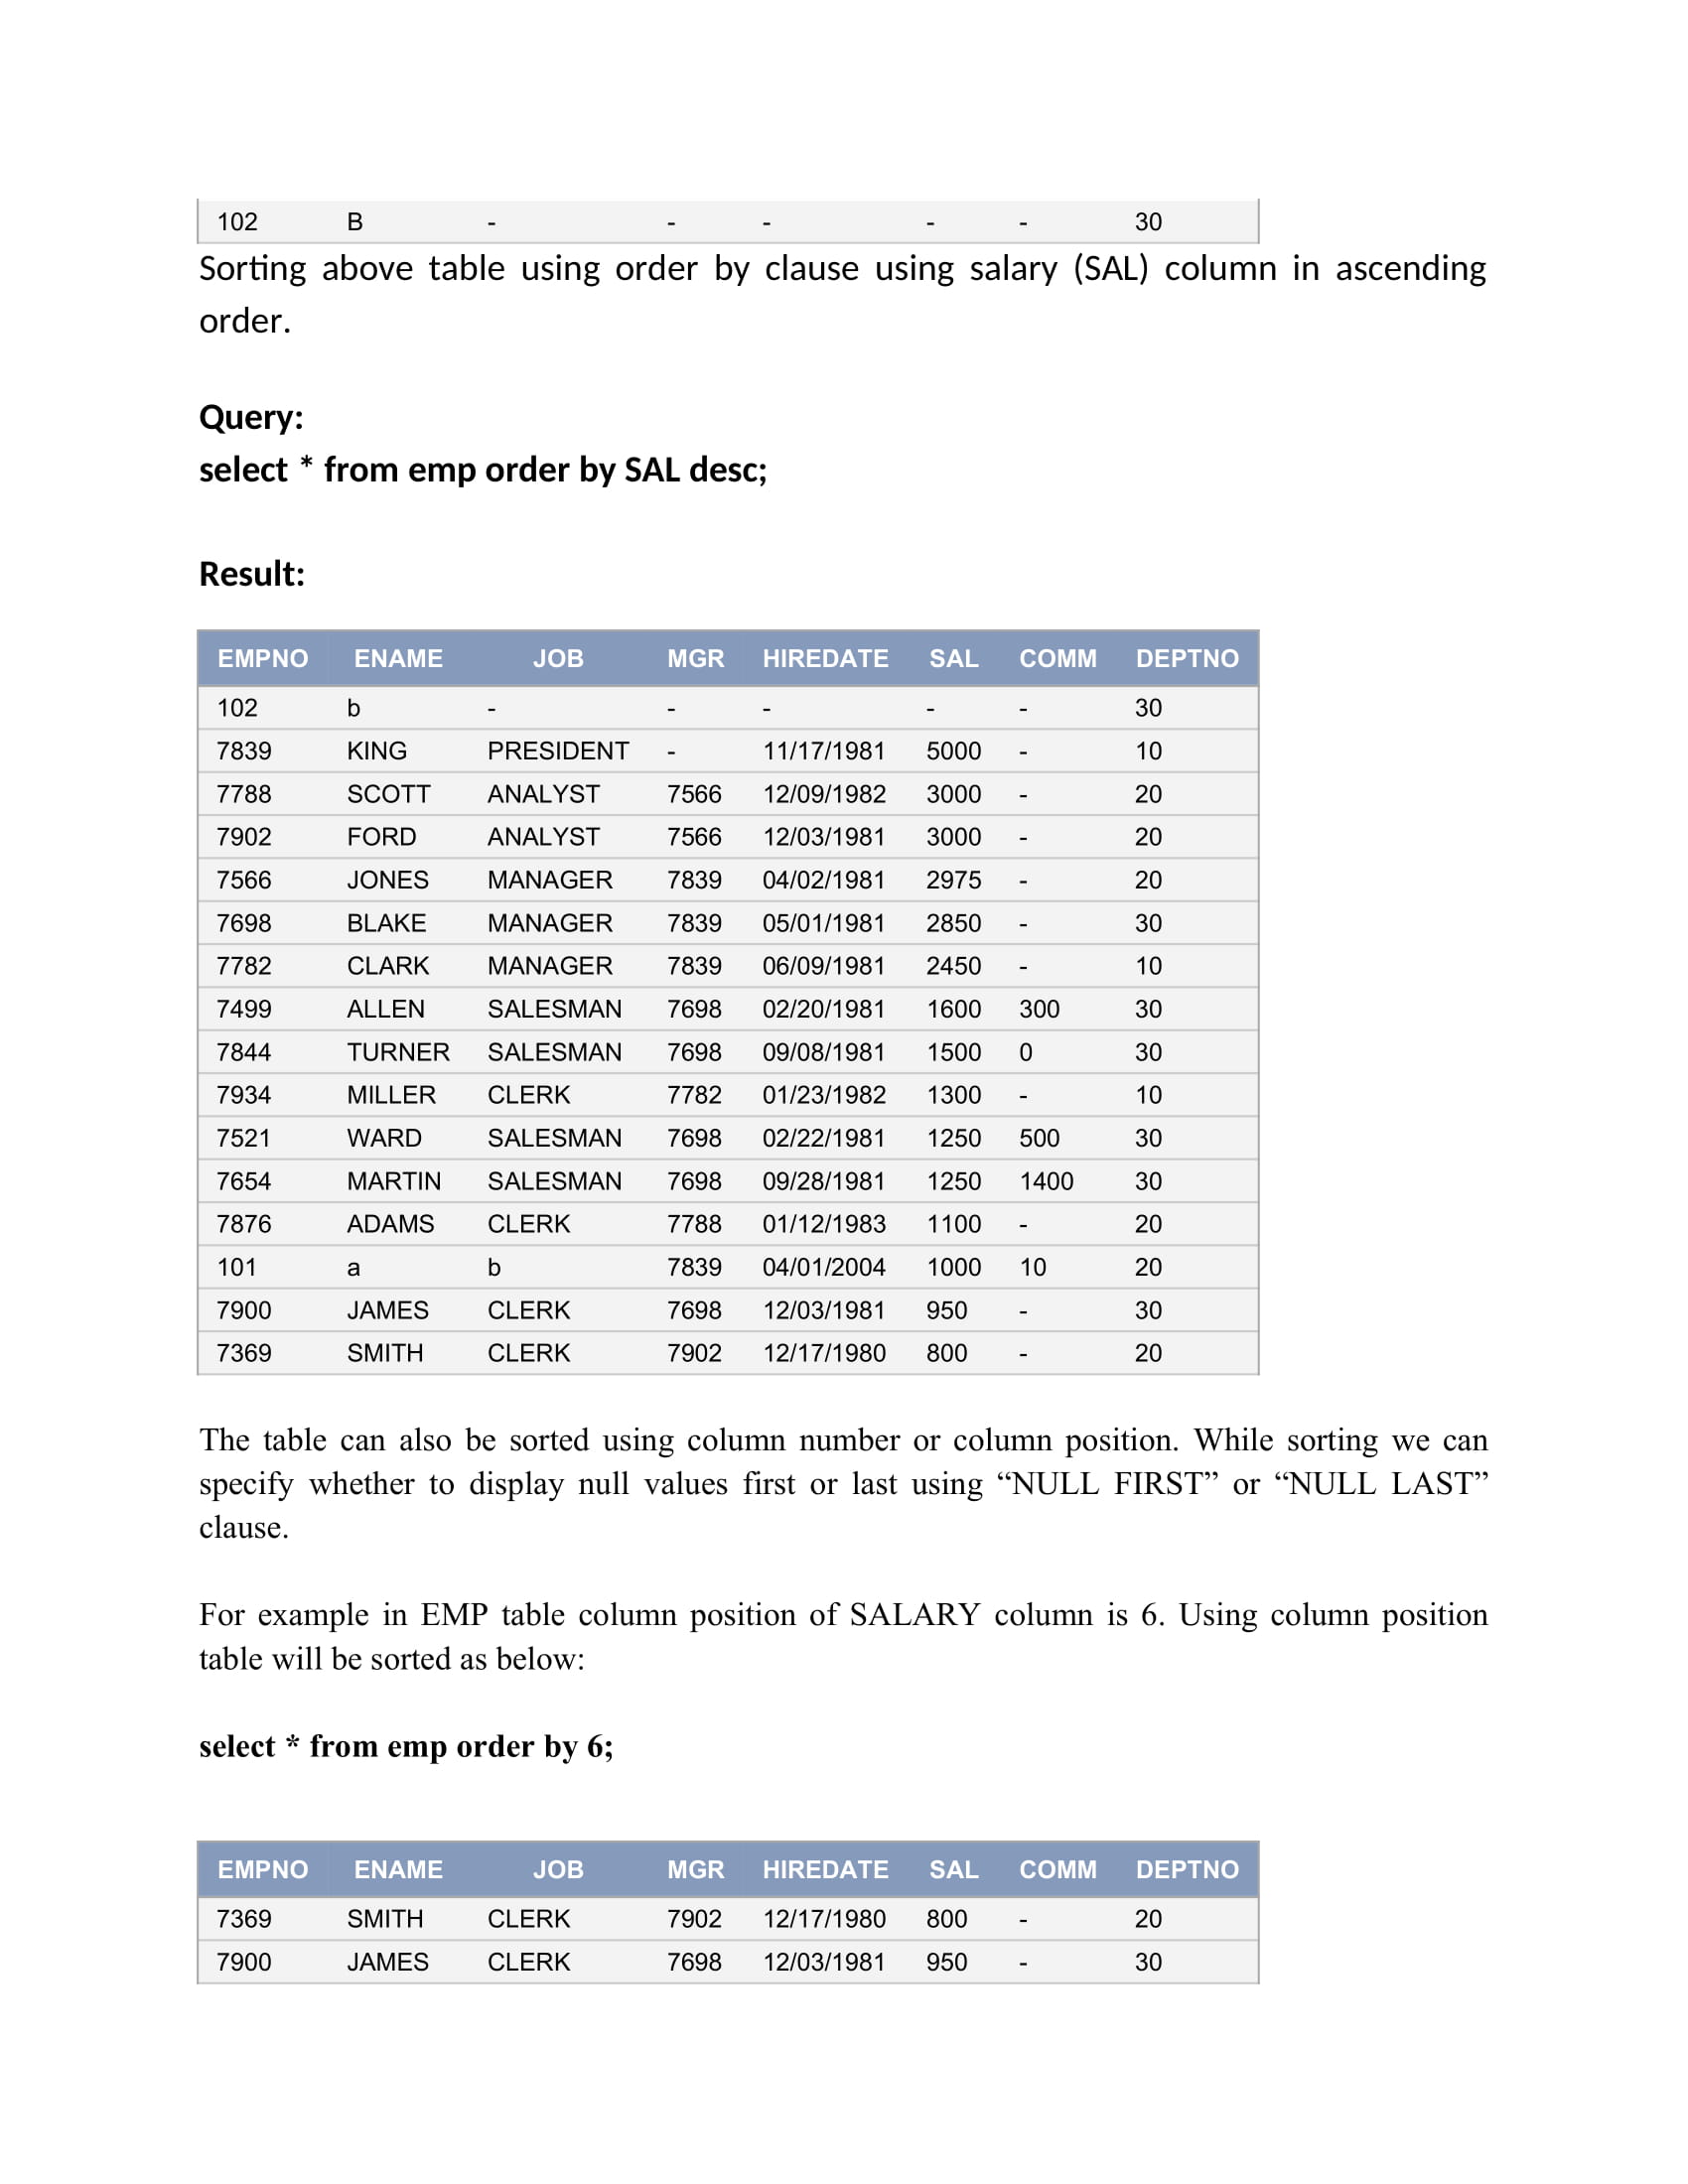 102 B - - - - - 30
Sorting above table using order by clause using salary (SAL) column in ascending
order.
Query:
select * from emp order by SAL desc;
Result:
EMPNO ENAME JOB MGR HIREDATE SAL COMM DEPTNO
102 b - - - - - 30
7839 KING PRESIDENT - 11/17/1981 5000 - 10
7788 SCOTT ANALYST 7566 12/09/1982 3000 - 20
7902 FORD ANALYST 7566 12/03/1981 3000 - 20
7566 JONES MANAGER 7839 04/02/1981 2975 - 20
7698 BLAKE MANAGER 7839 05/01/1981 2850 - 30
7782 CLARK MANAGER 7839 06/09/1981 2450 - 10
7499 ALLEN SALESMAN 7698 02/20/1981 1600 300 30
7844 TURNER SALESMAN 7698 09/08/1981 1500 0 30
7934 MILLER CLERK 7782 01/23/1982 1300 - 10
7521 WARD SALESMAN 7698 02/22/1981 1250 500 30
7654 MARTIN SALESMAN 7698 09/28/1981 1250 1400 30
7876 ADAMS CLERK 7788 01/12/1983 1100 - 20
101 a b 7839 04/01/2004 1000 10 20
7900 JAMES CLERK 7698 12/03/1981 950 - 30
7369 SMITH CLERK 7902 12/17/1980 800 - 20
The table can also be sorted using column number or column position. While sorting we can
specify whether to display null values first or last using “NULL FIRST” or “NULL LAST”
clause.
For example in EMP table column position of SALARY column is 6. Using column position
table will be sorted as below:
select * from emp order by 6;
EMPNO ENAME JOB MGR HIREDATE SAL COMM DEPTNO
7369 SMITH CLERK 7902 12/17/1980 800 - 20
7900 JAMES CLERK 7698 12/03/1981 950 - 30